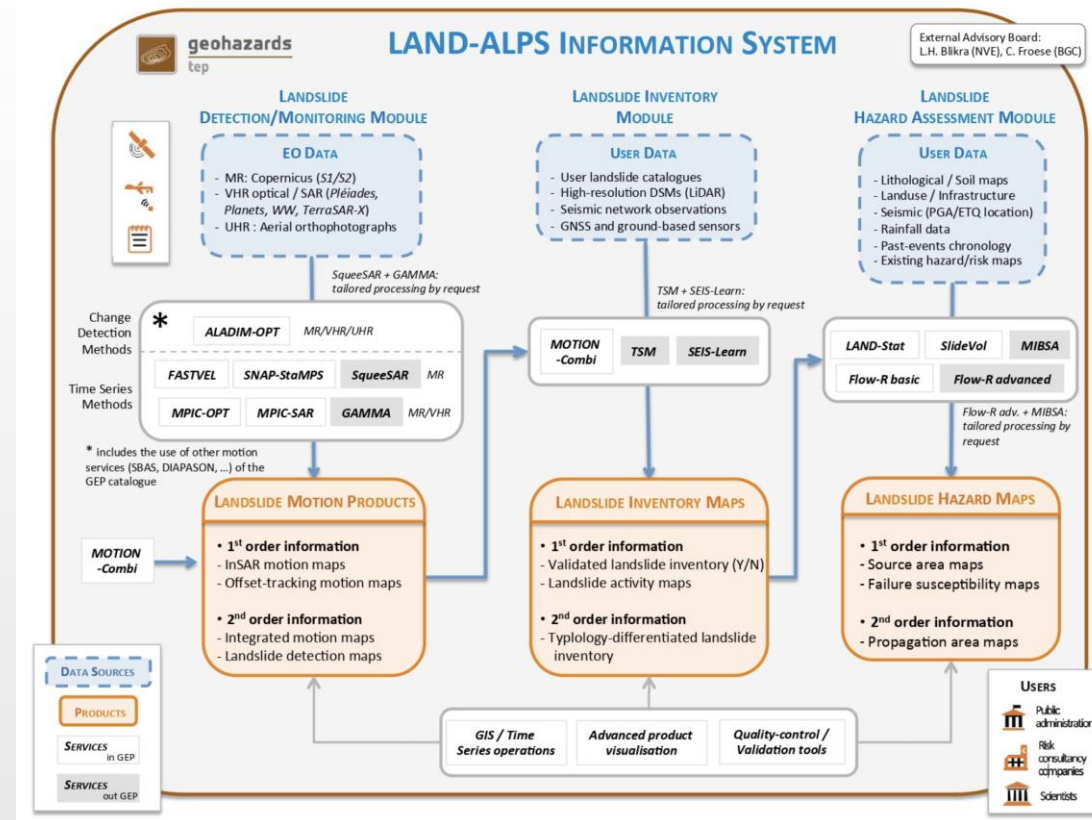 geohazards
tep
LAND-ALPS INFORMATION SYSTEM
External Advisory Board:
L.H. Blikra (NVE), C. Froese (BGC)
LANDSLIDE
DETECTION/MONITORING MODULE
EO DATA
- MR: Copernicus (S1/S2)
- VHR optical / SAR (Pléiades,
Planets, WW, TerraSAR-X)
- UHR : Aerial orthophotographs
LANDSLIDE INVENTORY
MODULE
USER DATA
- User landslide catalogues
- High-resolution DSMs (LiDAR)
- Seismic network observations
- GNSS and ground-based sensors
LANDSLIDE
HAZARD ASSESSMENT MODULE
USER DATA
- Lithological / Soil maps
- Landuse / Infrastructure
- Seismic (PGA/ETQ location)
- Rainfall data
- Past-events chronology
- Existing hazard/risk maps
SqueeSAR + GAMMA:
tailored processing by request
TSM + SEIS-Learn:
tailored processing by request
Change
Detection
Methods
* ALADIM-OPT MR/VHR/UHR
Time Series
Methods
FASTVEL SNAP-StaMPS SqueeSAR MR
MPIC-OPT MPIC-SAR GAMMA MR/VHR
* includes the use of other motion
services (SBAS, DIAPASON, ...) of the
GEP catalogue
MOTION
-Combi
TSM
SEIS-Learn
LAND-Stat SlideVol MIBSA
Flow-R basic Flow-R advanced
Flow-R adv. + MIBSA:
tailored processing by
request
MOTION
-Combi
LANDSLIDE MOTION PRODUCTS
• 1st order information
- InSAR motion maps
- Offset-tracking motion maps
• 2nd order information
- Integrated motion maps
- Landslide detection maps
LANDSLIDE INVENTORY MAPS
• 1st order information
- Validated landslide inventory (Y/N)
- Landslide activity maps
• 2nd order information
- Typlology-differentiated landslide
inventory
LANDSLIDE HAZARD MAPS
• 1st order information
- Source area maps
- Failure susceptibility maps
• 2nd order information
- Propagation area maps
DATA SOURCES
PRODUCTS
SERVICES
in GEP
SERVICES
out GEP
GIS / Time
Series operations
Advanced product
visualisation
Quality-control /
Validation tools
USERS
Public
administration
Risk
consultancy
companies
Scientists